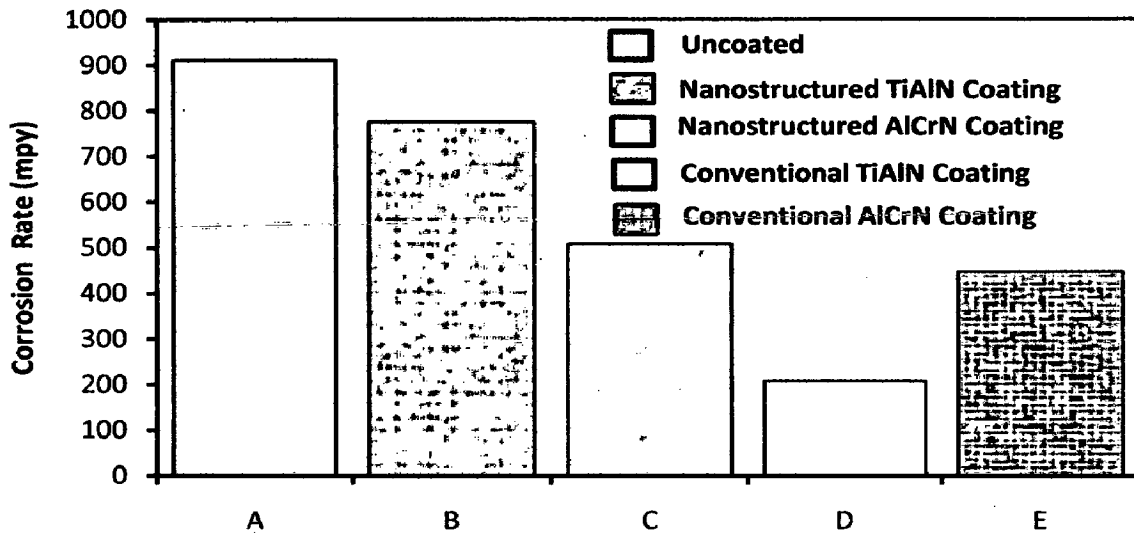 Corrosion Rate (mpy)
1000
900
800
700
600
500
400
300
200
100
0
Uncoated
Nanostructured TiAlN Coating
Nanostructured AlCrN Coating
Conventional TiAlN Coating
Conventional AlCrN Coating
A B C D E